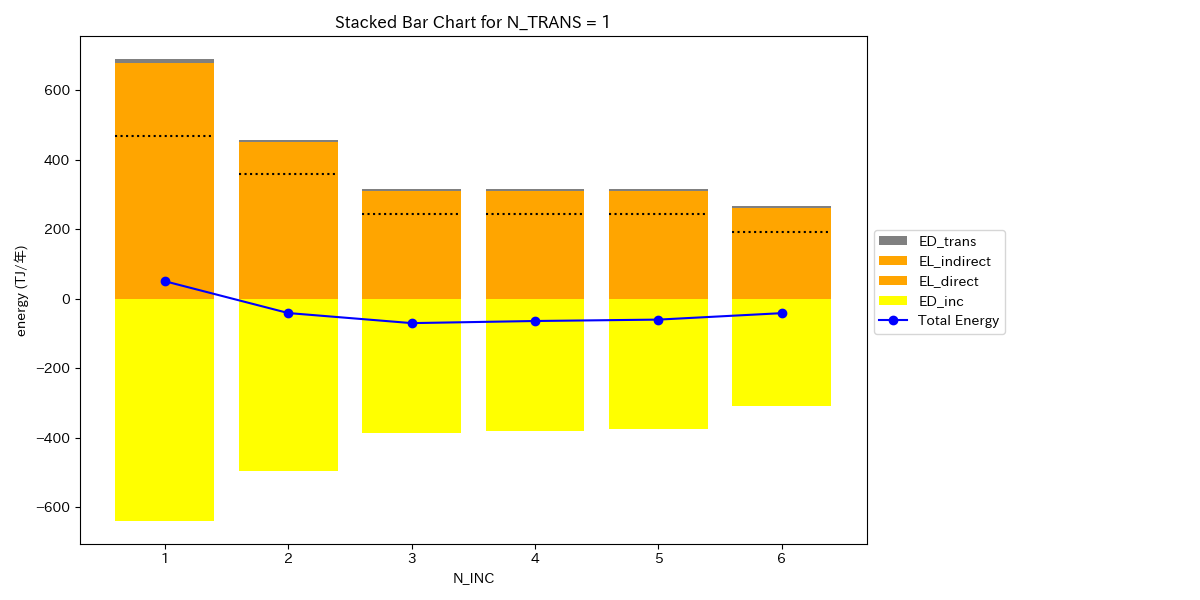 Stacked Bar Chart for N_TRANS = 1
energy (TJ/年)
600
400
200
0
−200
−400
−600
1 2 3 4 5 6
N_INC
ED_trans
EL_indirect
EL_direct
ED_inc
Total Energy